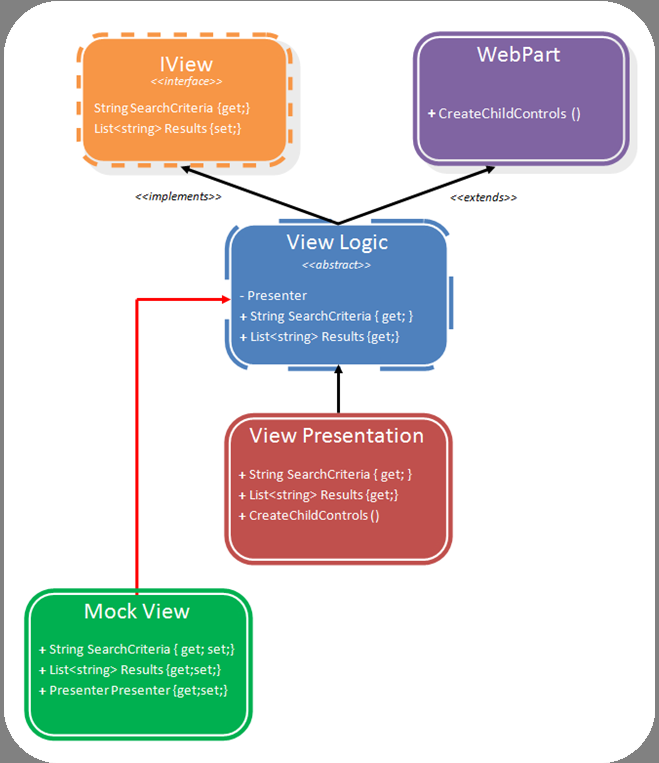 IView
<<interface>>
String SearchCriteria {get;}
List<string> Results {set;}
WebPart
+ CreateChildControls ()
<<implements>>
<<extends>>
View Logic
<<abstract>>
- Presenter
+ String SearchCriteria { get; }
+ List<string> Results {get;}
View Presentation
+ String SearchCriteria { get; }
+ List<string> Results {get;}
+ CreateChildControls ()
Mock View
+ String SearchCriteria { get; set;}
+ List<string> Results {get;set;}
+ Presenter Presenter {get;set;}